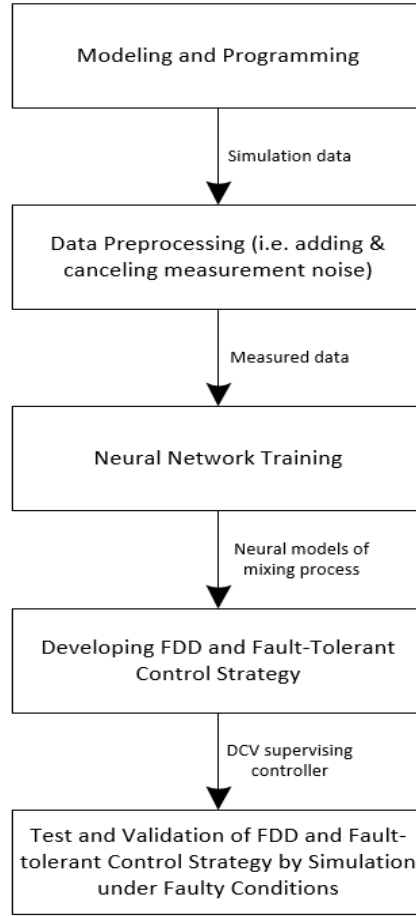 Modeling and Programming
Simulation data
Data Preprocessing (i.e. adding &
canceling measurement noise)
Measured data
Neural Network Training
Neural models of
mixing process
Developing FDD and Fault-Tolerant
Control Strategy
DCV supervising
controller
Test and Validation of FDD and Fault-
tolerant Control Strategy by Simulation
under Faulty Conditions